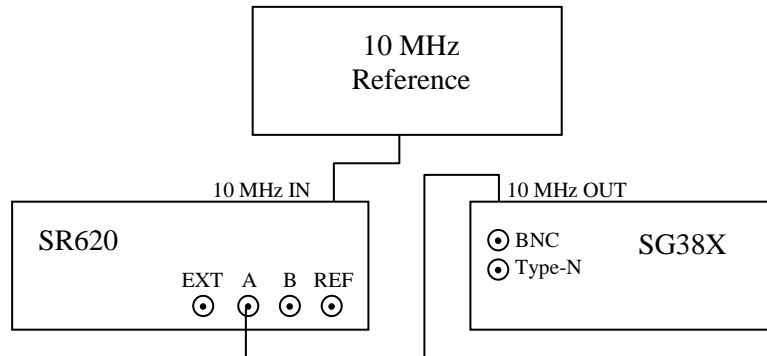 10 MHz
Reference
10 MHz IN
10 MHz OUT
SR620
EXT A B REF
BNC
Type-N
SG38X